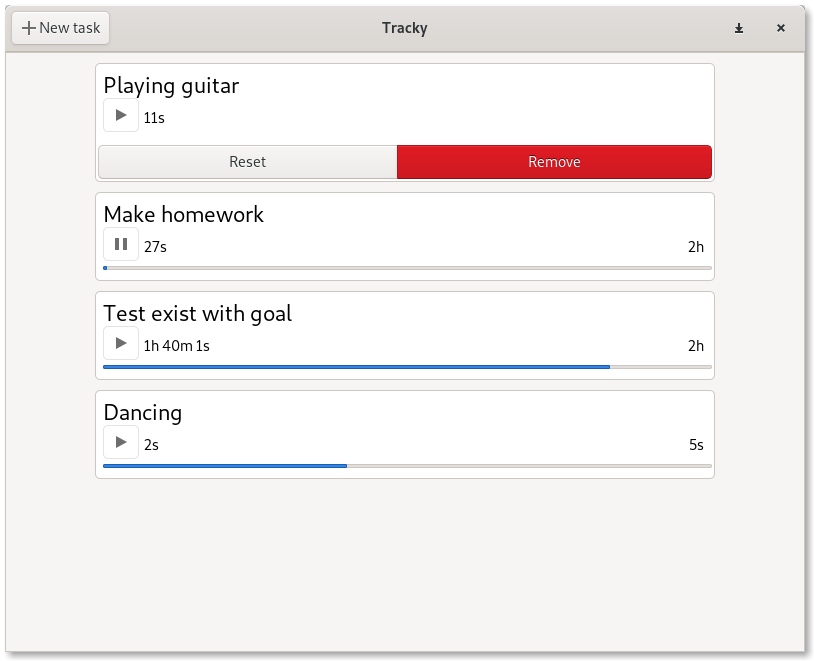 New task
Tracky
Playing guitar
11s
Reset Remove
Make homework
27s 2h
Test exist with goal
1h 40m 1s 2h
Dancing
2s 5s